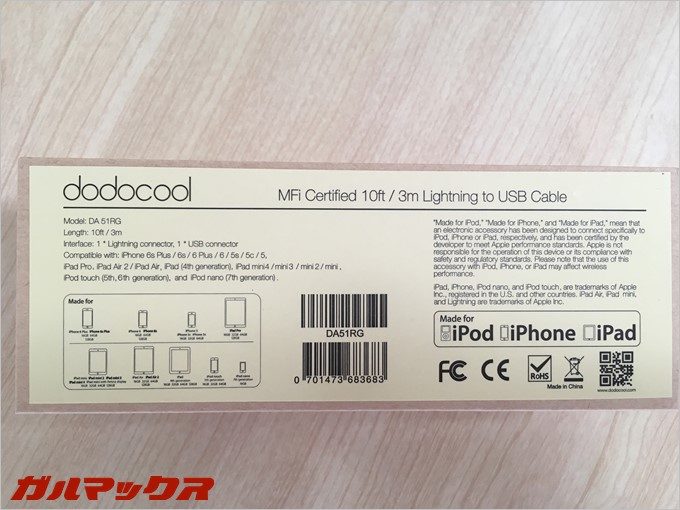 dodocool
MFi Certified 10ft / 3m Lightning to USB Cable
Model: DA 51RG
Length: 10ft / 3m
Interface: 1 * Lightning connector, 1 * USB connector
Compatible with: iPhone 6s Plus / 6s / 6 Plus / 6 / 5s / 5c / 5,
iPad Pro, iPad Air 2 / iPad Air, iPad (4th generation), iPad mini 4 / mini 3 / mini 2 / mini ,
iPod touch (5th, 6th generation), and iPod nano (7th generation) .
"Made for iPod," "Made for iPhone," and "Made for iPad," mean that
an electronic accessory has been designed to connect specifically to
iPod, iPhone or iPad, respectively, and has been certified by the
developer to meet Apple performance standards. Apple is not
responsible for the operation of this device or its compliance with
safety and regulatory standards. Please note that the use of this
accessory with iPod, iPhone, or iPad may affect wireless
performance.
iPad, iPhone, iPod nano, and iPod touch, are trademarks of Apple
Inc., registered in the U.S. and other countries. iPad Air, iPad mini,
and Lightning are trademarks of Apple Inc.
Made for
DA51RG
0 701473 683683
Made for
iPod iPhone iPad
FC CE RoHS
Made in China
www.dodocool.com
ガルマックス